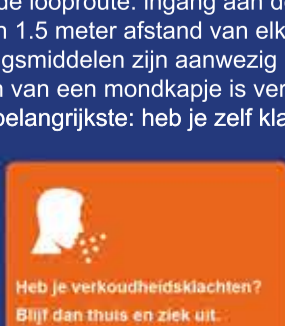 de looproute. Ingang aan d
n 1.5 meter afstand van elk
gsmiddelen zijn aanwezig
n van een mondkapje is ver
belangrijkste: heb je zelf kla
Heb je verkoudheidsklachten?
Blijf dan thuis en ziek uit.